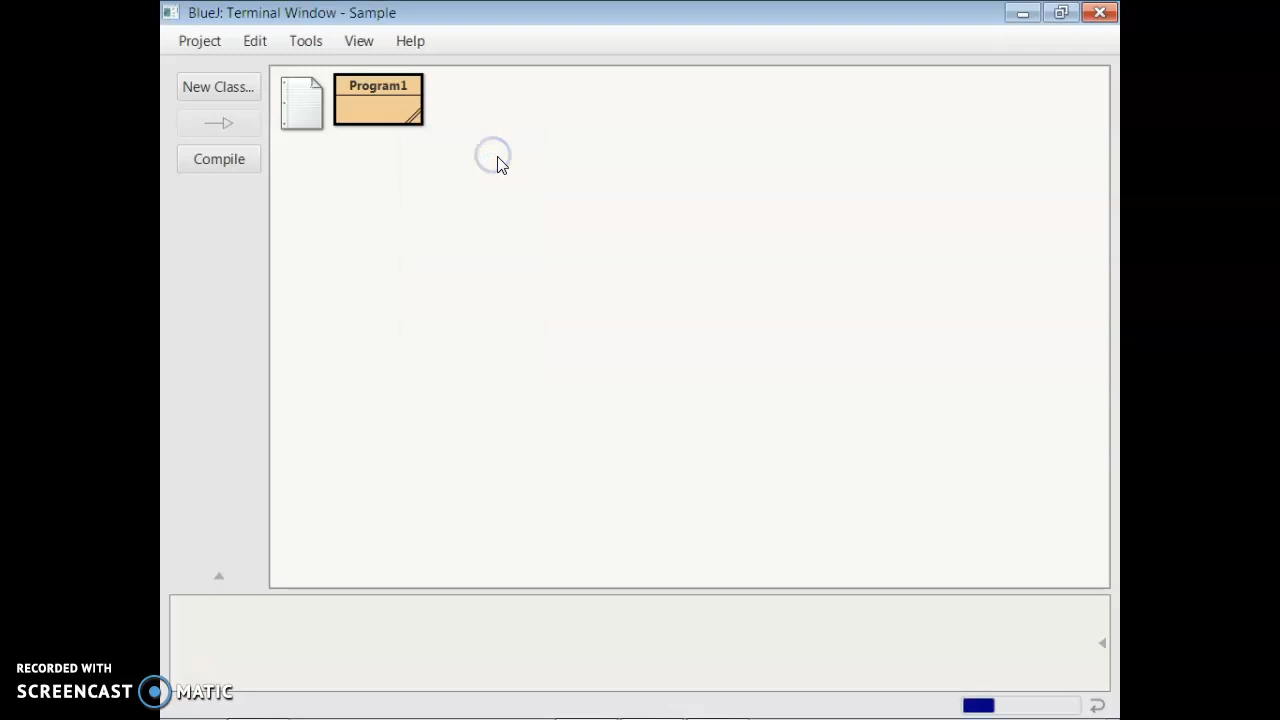 BlueJ: Terminal Window - Sample
Project Edit Tools View Help
New Class...
Program1
Compile
RECORDED WITH
SCREENCAST MATIC